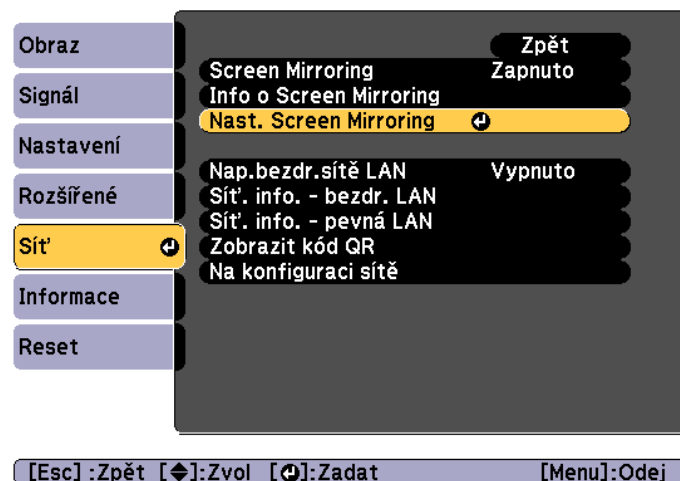 Obraz
Signál
Nastavení
Rozšířené
Síť
Informace
Reset
Zpět
Screen Mirroring Zapnuto
Info o Screen Mirroring
Nast. Screen Mirroring
Nap.bezdr.sítě LAN Vypnuto
Síť. info. - bezdr. LAN
Síť. info. - pevná LAN
Zobrazit kód QR
Na konfiguraci sítě
[Esc] :Zpět [◆]:Zvol [⏎]:Zadat [Menu]:Odej